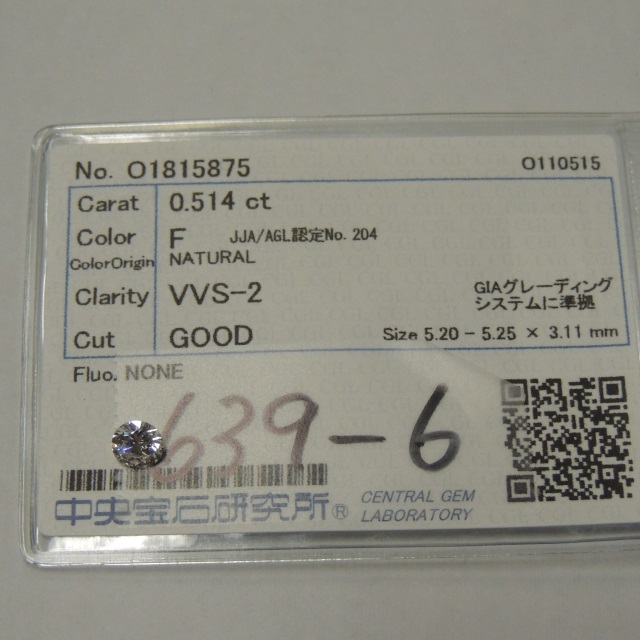 No. O1815875 O110515
Carat 0.514 ct
Color F JJA/AGL認定No. 204
ColorOrigin NATURAL
Clarity VVS-2 GIAグレーディング
システムに準拠
Cut GOOD Size 5.20 - 5.25 × 3.11 mm
Fluo. NONE
639-6
中央宝石研究所® CENTRAL GEM
LABORATORY